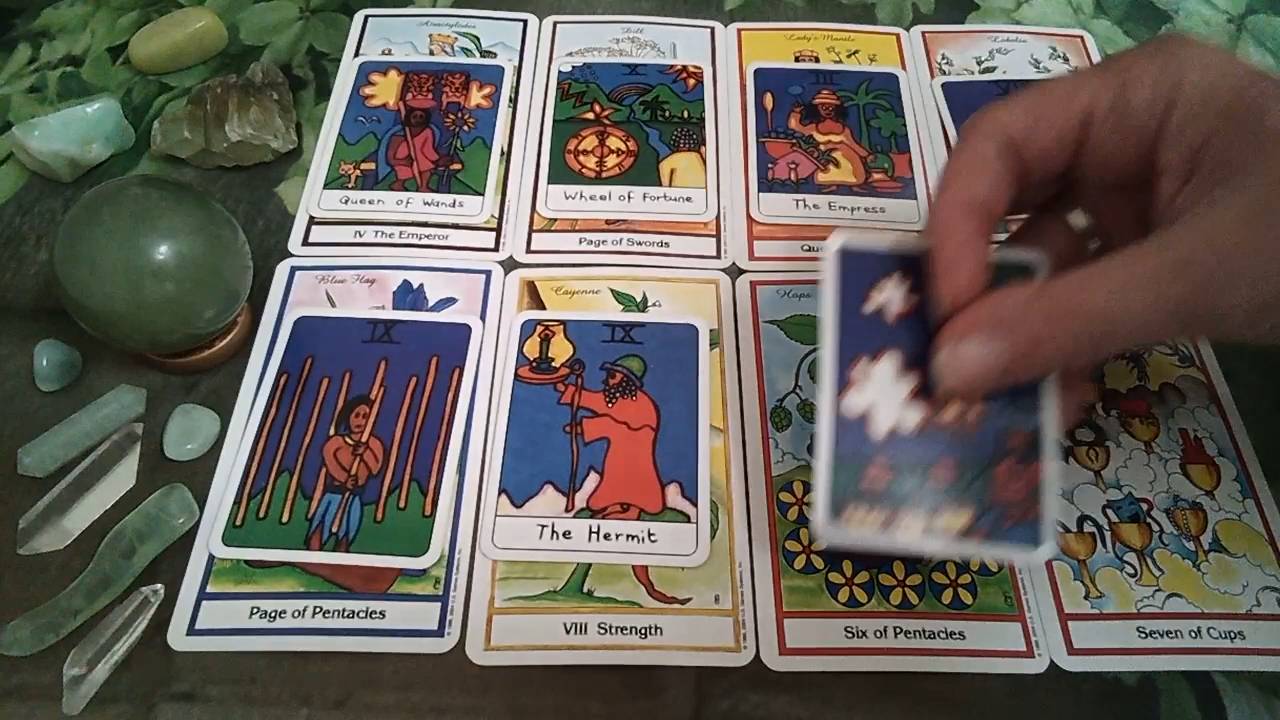 Dill
Lady's Mantle
Lobelia
X
III
Queen of Wands
Wheel of Fortune
The Empress
IV The Emperor
Page of Swords
Blue Flag
Cayenne
Hops
IX
IX
The Hermit
Page of Pentacles
VIII Strength
Six of Pentacles
Seven of Cups